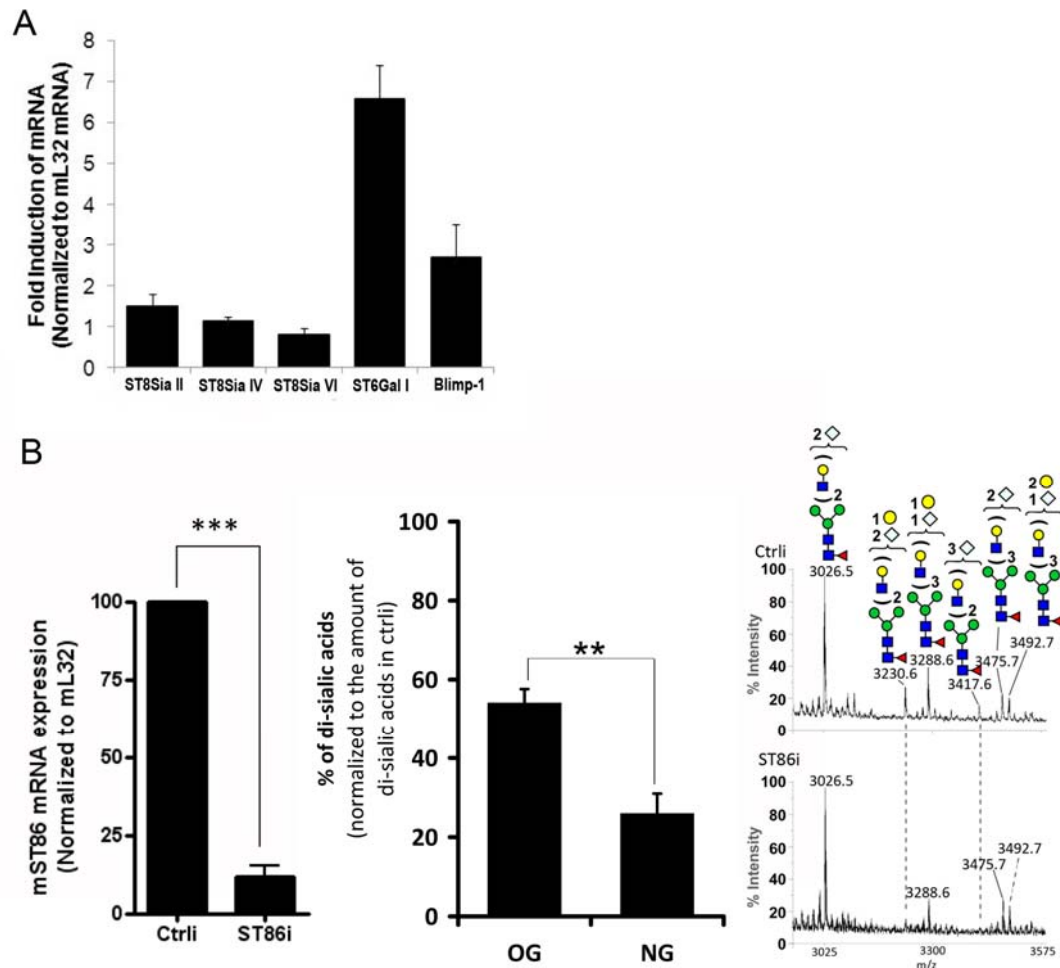 A
Fold Induction of mRNA
(Normalized to mL32 mRNA)
8
7
6
5
4
3
2
1
0
ST8Sia II
ST8Sia IV
ST8Sia VI
ST6Gal I
Blimp-1
B
mST86 mRNA expression
(Normalized to mL32)
100
75
50
25
0
***
Ctrli
ST86i
% of di-sialic acids
(normalized to the amount of
di-sialic acids in ctrli)
100
80
60
40
20
0
**
OG
NG
Ctrli
% Intensity
100
80
60
40
20
0
2
2
3026.5
1
2
2
3230.6
1
1
3
3288.6
3
2
3417.6
2
3
3475.7
2
1
3
3492.7
ST86i
% Intensity
100
80
60
40
20
0
3026.5
3288.6
3475.7
3492.7
3025
3300
3575
m/z